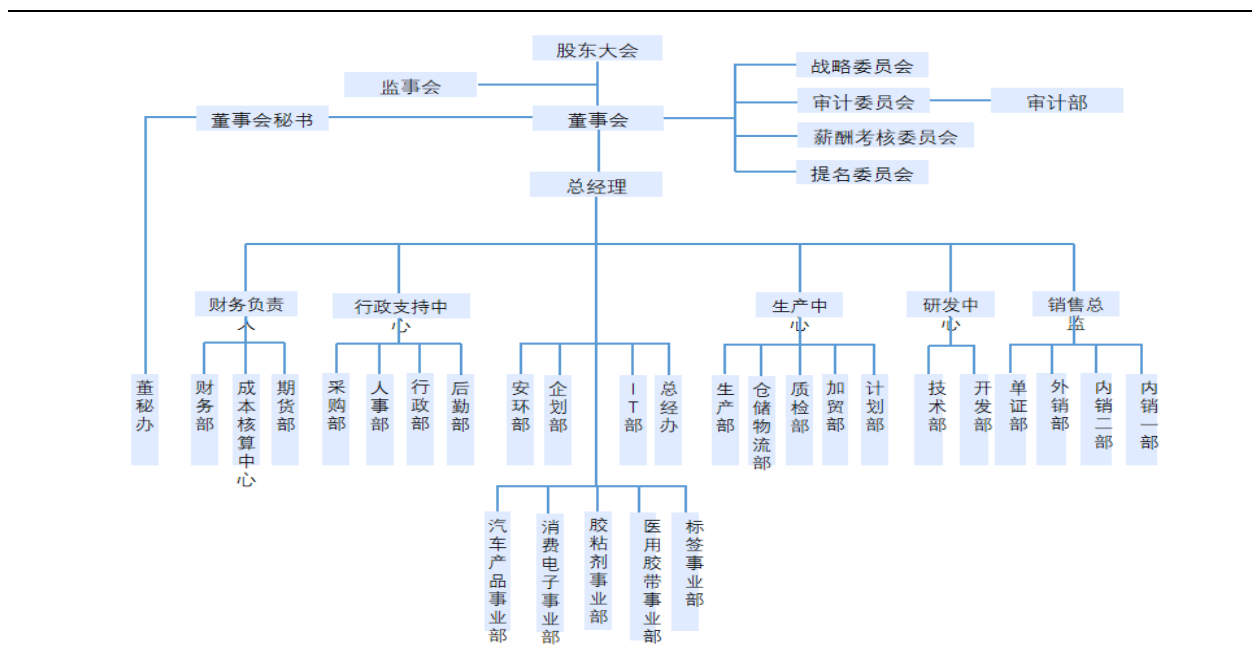 股东大会
监事会
战略委员会
审计委员会
审计部
董事会秘书
董事会
薪酬考核委员会
提名委员会
总经理
财务负责
人
行政支持中
心
生产中
心
研发中
心
销售总
监
董秘办
财务部
成本核算中心
期货部
采购部
人事部
行政部
后勤部
安环部
企划部
IT部
总经办
生产部
仓储物流部
质检部
加贸部
计划部
技术部
开发部
单证部
外销部
内销二部
内销一部
汽车产品事业部
消费电子事业部
胶粘剂事业部
医用胶带事业部
标签事业部